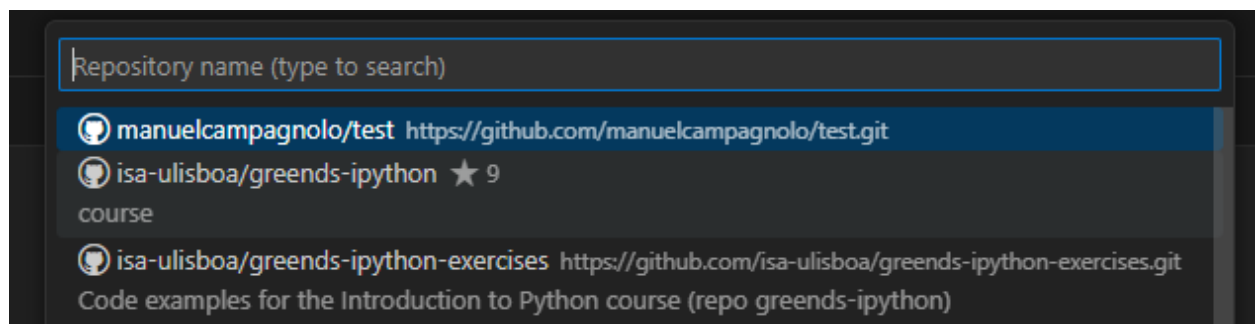 Repository name (type to search)
manuelcampagnolo/test https://github.com/manuelcampagnolo/test.git
isa-ulisboa/greends-ipython ★ 9
course
isa-ulisboa/greends-ipython-exercises https://github.com/isa-ulisboa/greends-ipython-exercises.git
Code examples for the Introduction to Python course (repo greends-ipython)